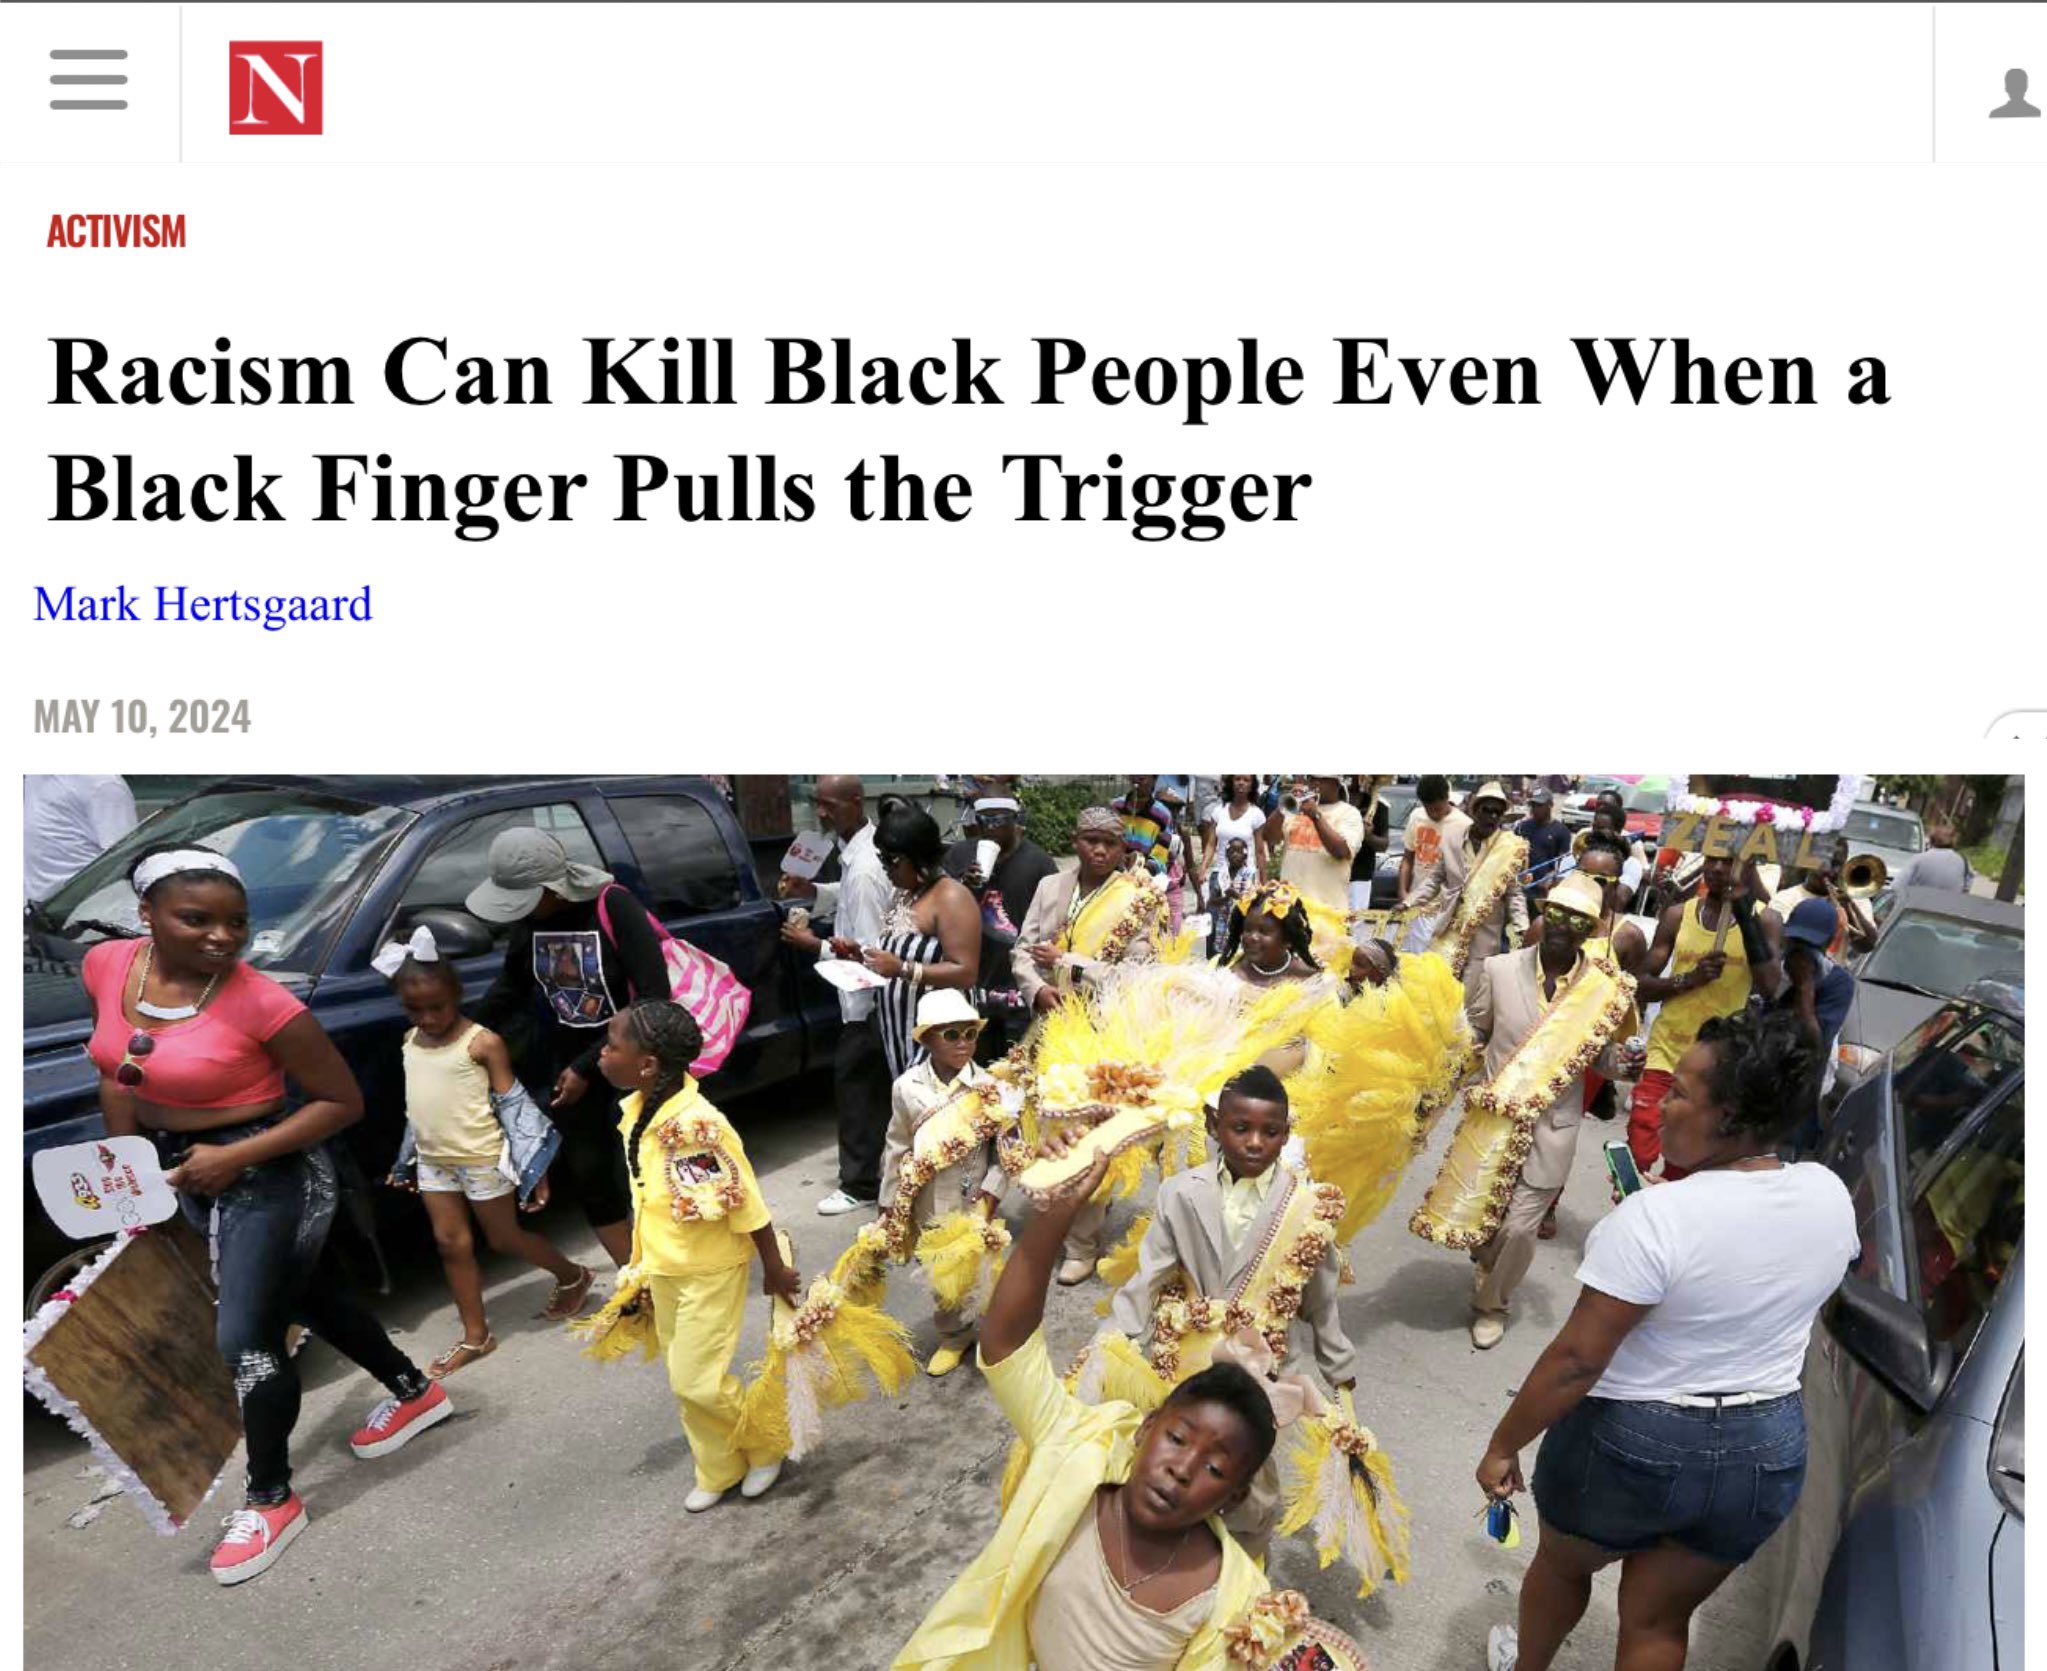 N
ACTIVISM
Racism Can Kill Black People Even When a
Black Finger Pulls the Trigger
Mark Hertsgaard
MAY 10, 2024
ZEAL